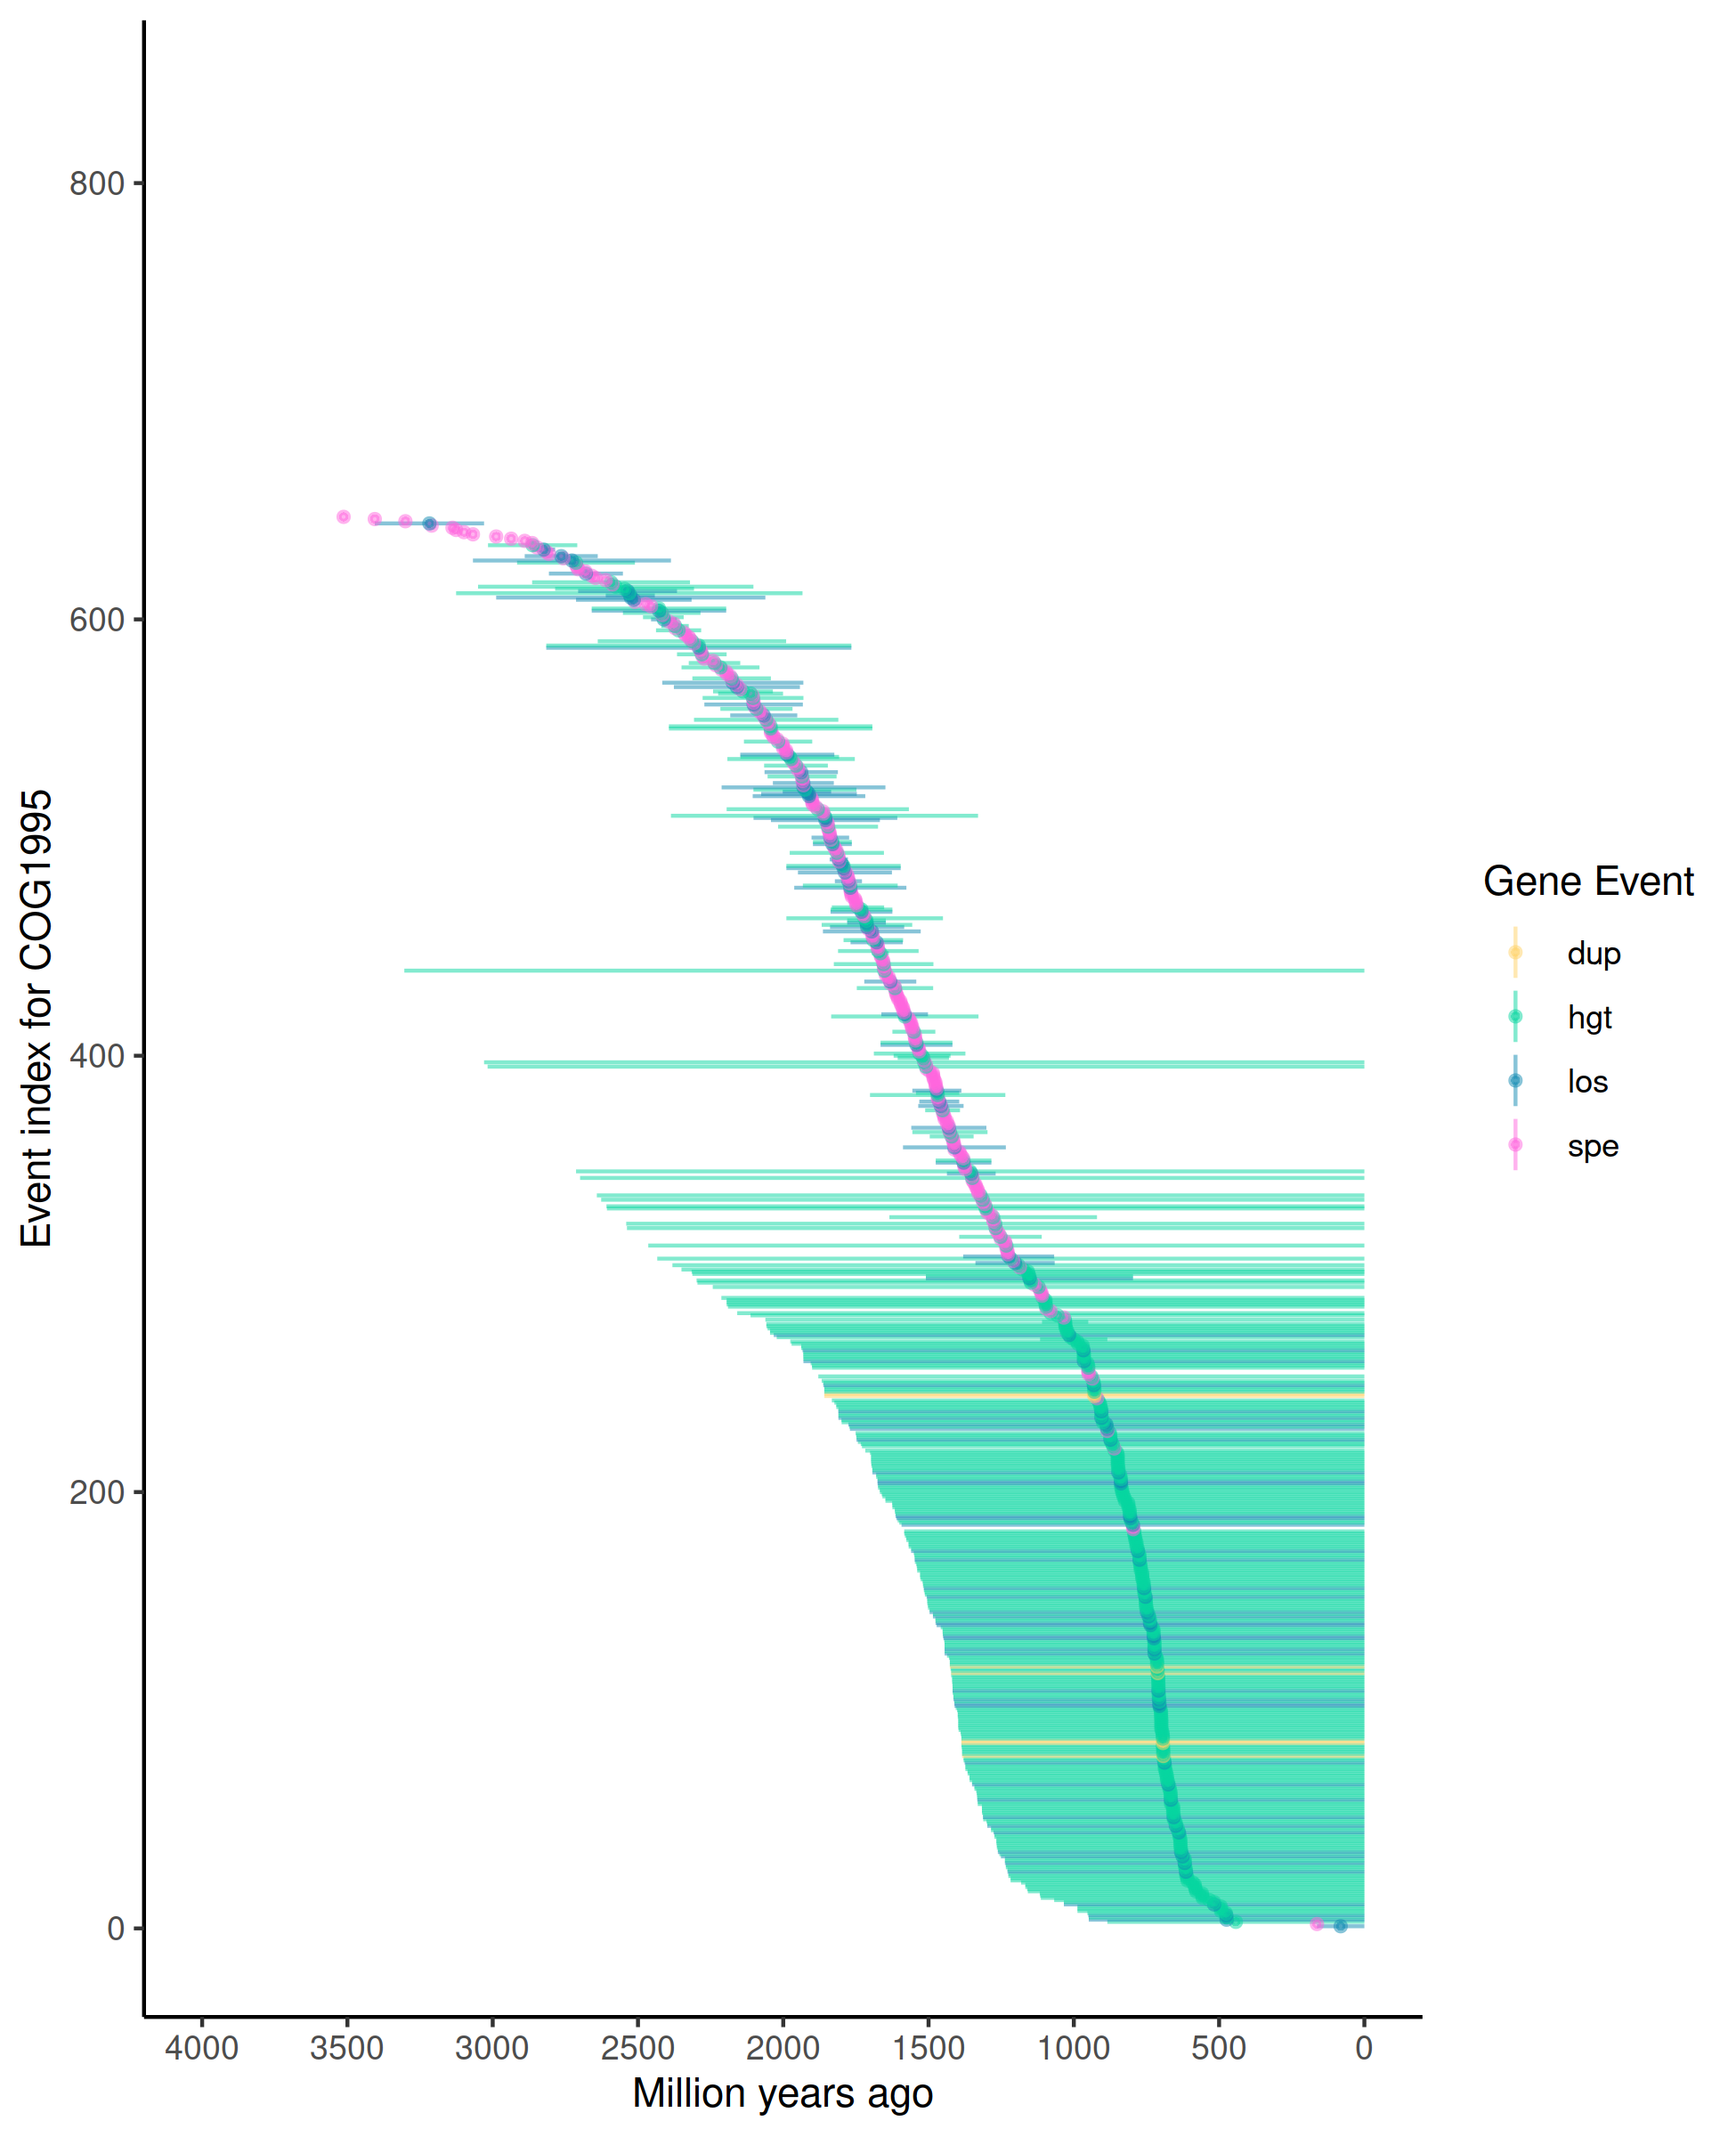 Event index for COG1995
800
600
400
200
0
4000 3500 3000 2500 2000 1500 1000 500 0
Million years ago
Gene Event
dup
hgt
los
spe